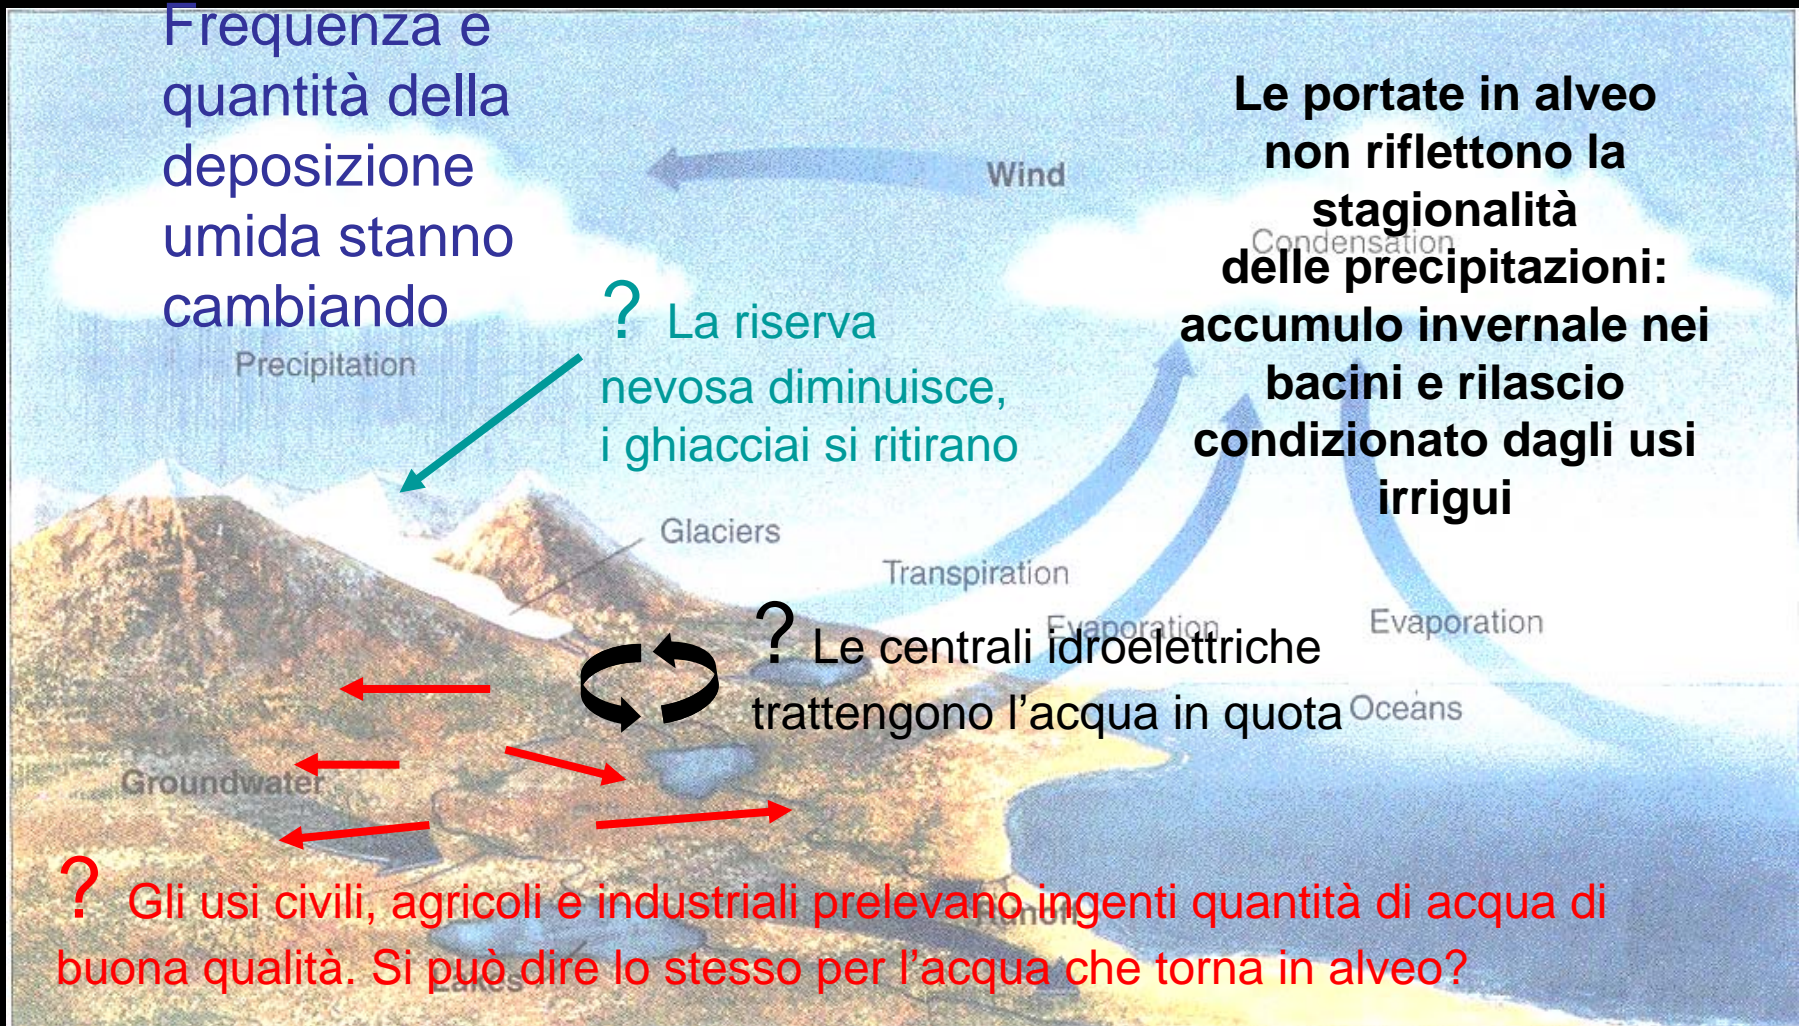 Frequenza e
quantità della
deposizione
umida stanno
cambiando
Precipitation
Wind
Le portate in alveo
non riflettono la
stagionalità
Condensation
delle precipitazioni:
accumulo invernale nei
bacini e rilascio
condizionato dagli usi
irrigui
? La riserva
nevosa diminuisce,
i ghiacciai si ritirano
Glaciers
Transpiration
Evaporation
Evaporation
? Le centrali idroelettriche
trattengono l’acqua in quota
Oceans
Groundwater
? Gli usi civili, agricoli e industriali prelevano ingenti quantità di acqua di
Runoff
buona qualità. Si può dire lo stesso per l’acqua che torna in alveo?
Lakes